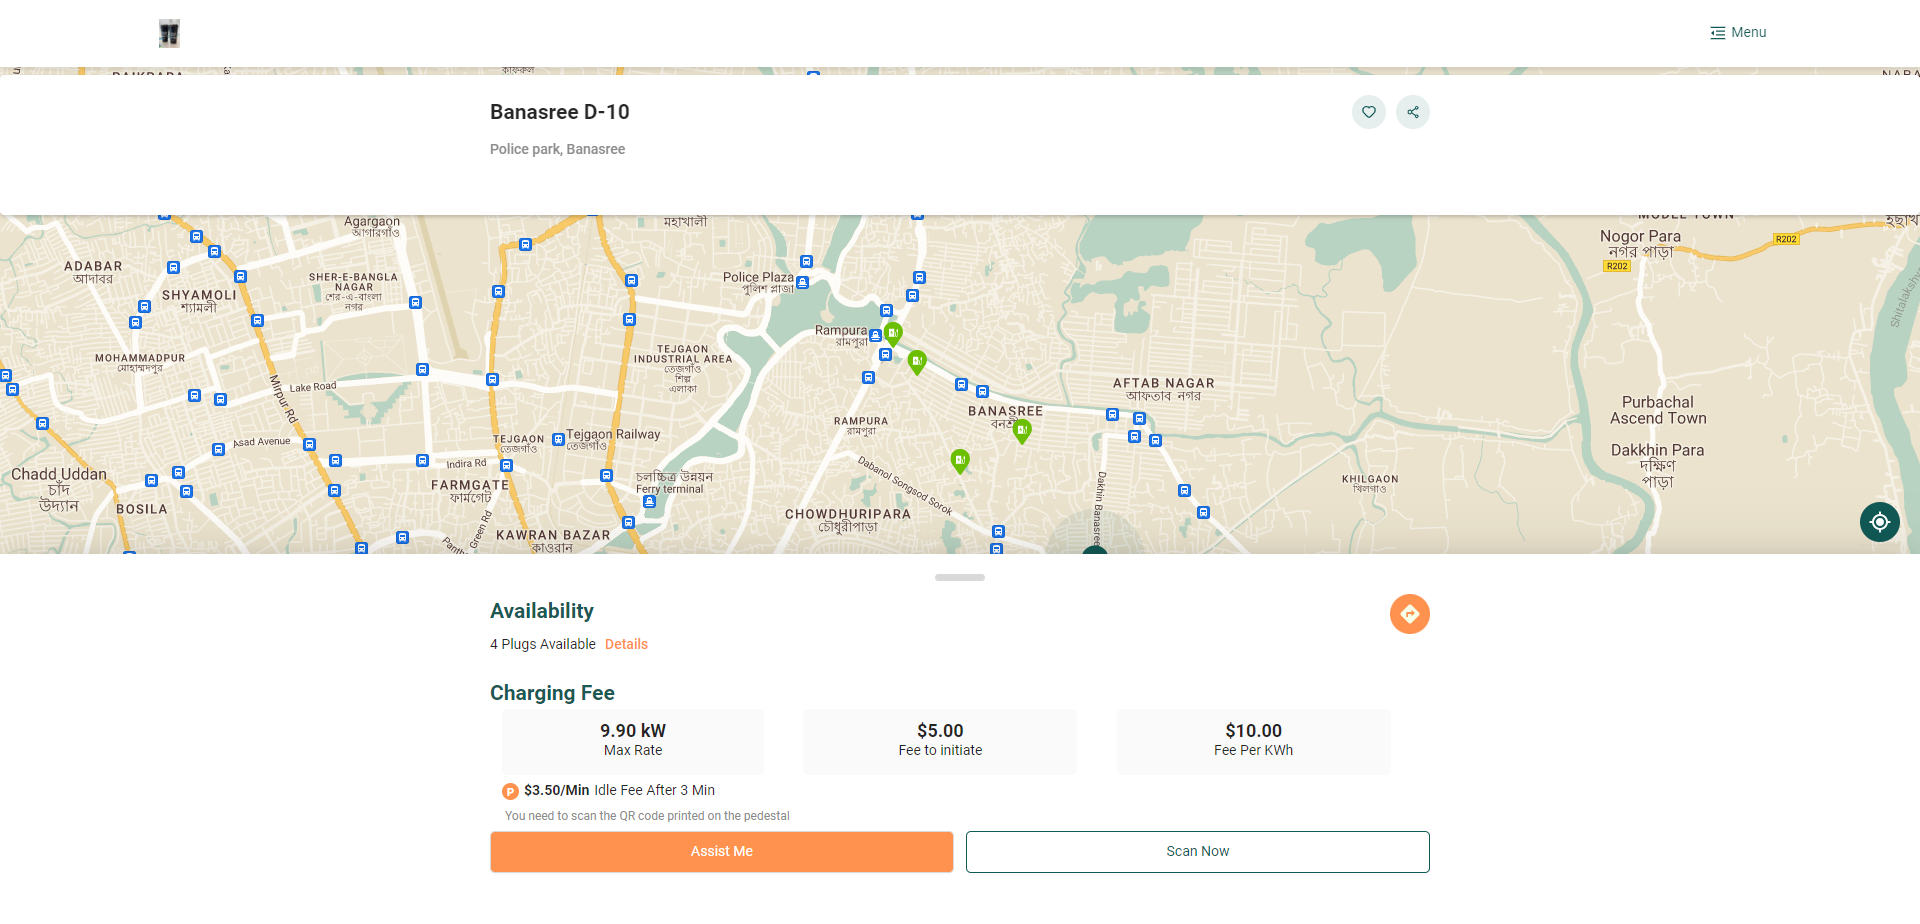 Menu
Banasree D-10
Police park, Banasree
মহাখালী
Agargaon
আগারগাঁও
Nogor Para
নগর পাড়া
R202
R202
ADABAR
আদাবর
SHER-E-BANGLA
NAGAR
শের-এ-বাংলা
নগর
SHYAMOLI
শ্যামলী
Police Plaza
পুলিশ প্লাজা
Rampura
রামপুরা
MOHAMMADPUR
মোহাম্মদপুর
TEJGAON
INDUSTRIAL AREA
তেজগাঁও
শিল্প
এলাকা
Lake Road
Mirpur Rd
AFTAB NAGAR
আফতাব নগর
BANASREE
বনশ্রী
RAMPURA
রামপুরা
Purbachal
Ascend Town
Dakkhin Para
দক্ষিণ
পাড়া
Asad Avenue
TEJGAON
তেজগাঁও
Tejgaon Railway
তেজগাঁও
Indira Rd
Chadd Uddan
চাঁদ
উদ্যান
FARMGATE
ফার্মগেট
চলচ্চিত্র উন্নয়ন
Ferry terminal
Dabanol Songsod Sorok
Dakhin Banasree
KHILGAON
খিলগাঁও
BOSILA
Green Rd
CHOWDHURIPARA
চৌধুরীপাড়া
KAWRAN BAZAR
কাওরান
Availability
4 Plugs Available Details
Charging Fee
9.90 kW
Max Rate
$5.00
Fee to initiate
$10.00
Fee Per KWh
P $3.50/Min Idle Fee After 3 Min
You need to scan the QR code printed on the pedestal
Assist Me
Scan Now